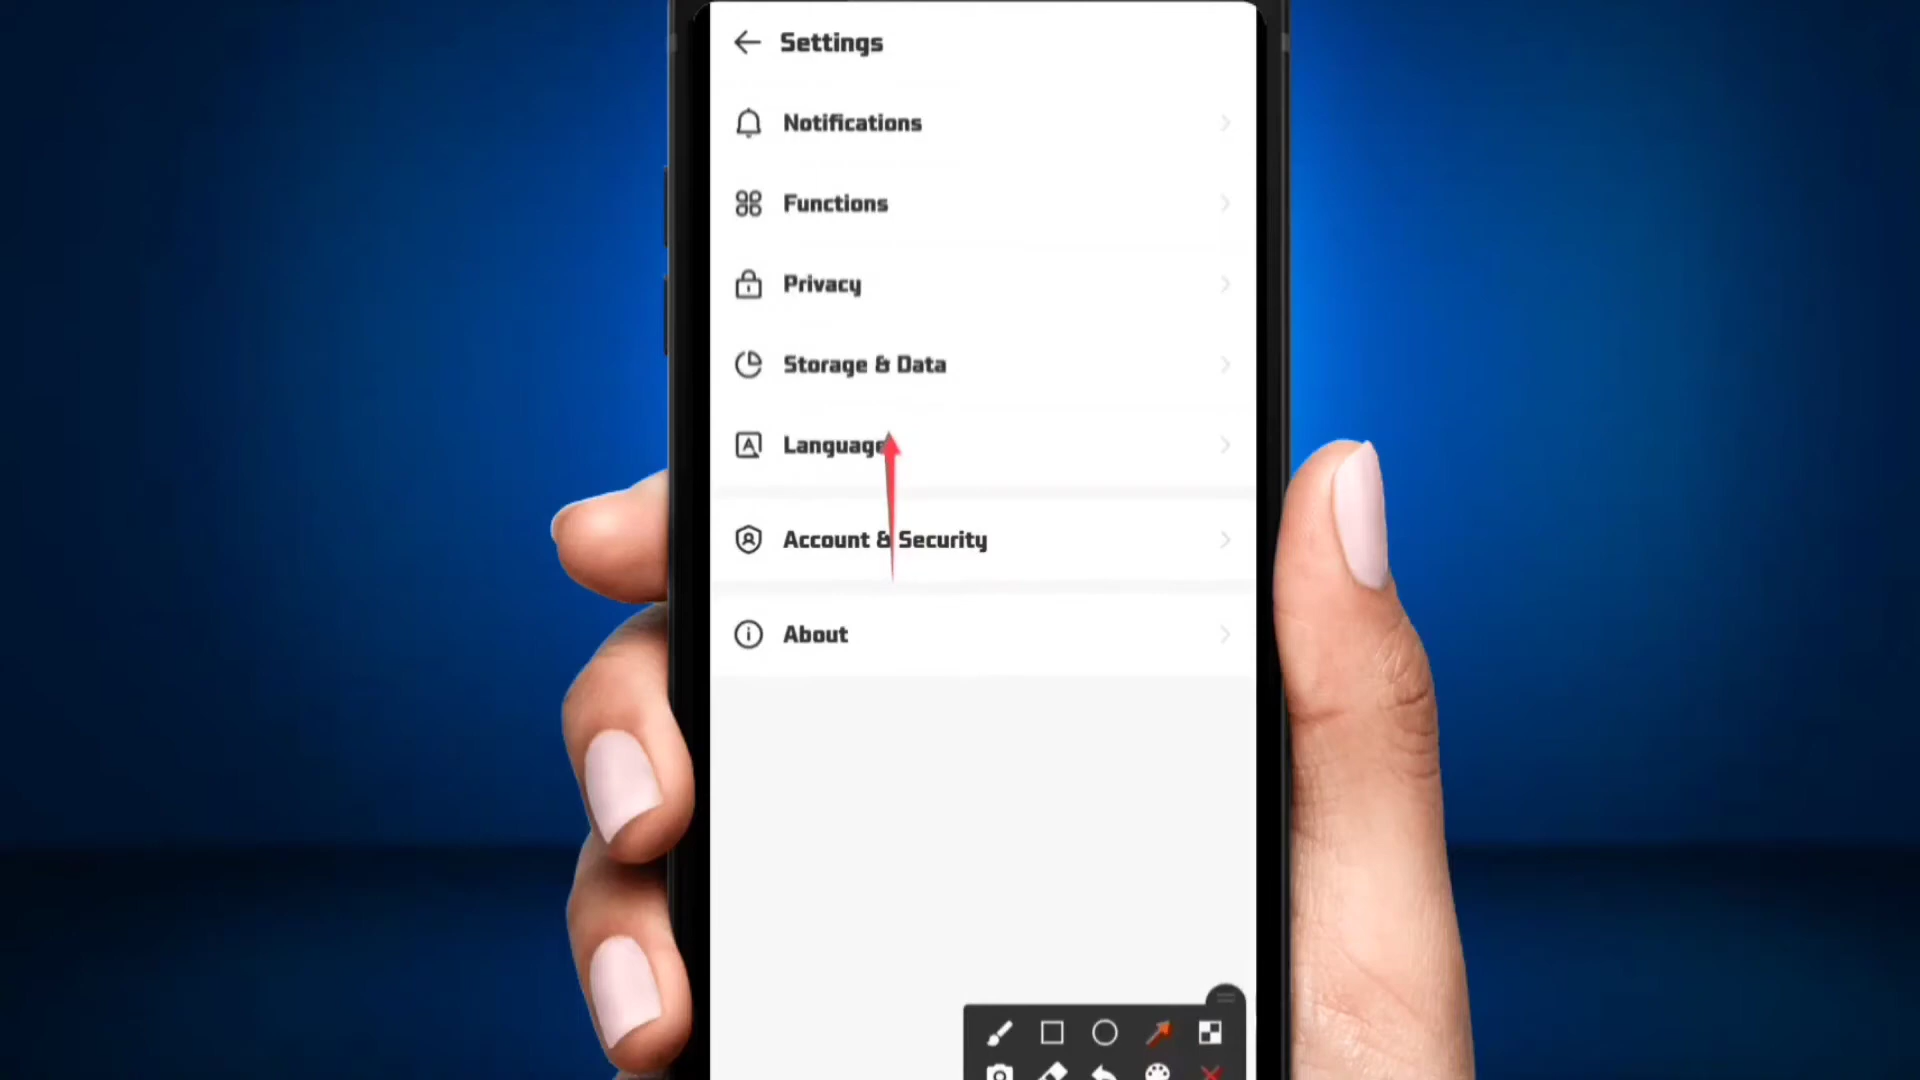 Settings
Notifications
Functions
Privacy
Storage & Data
Language
Account & Security
About